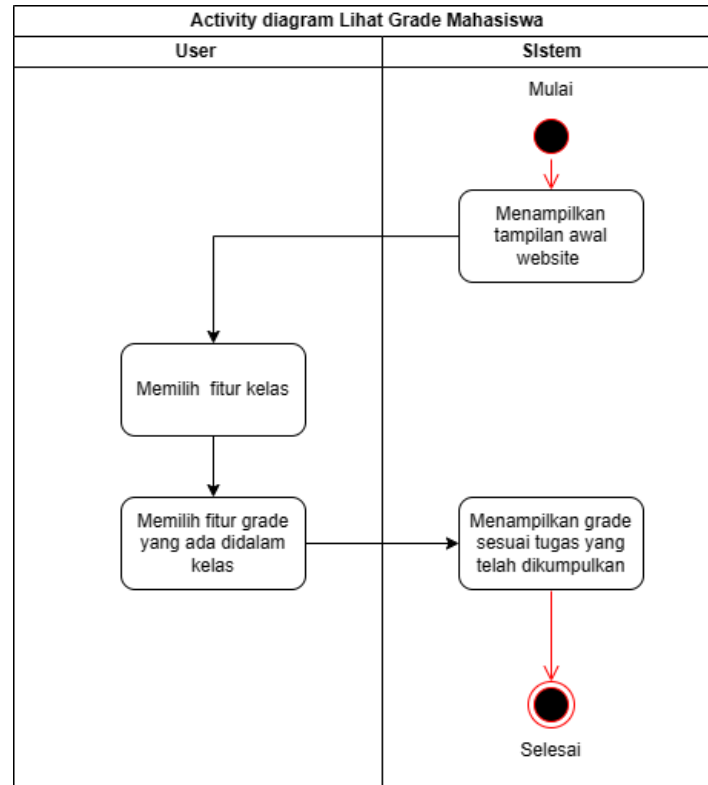 Activity diagram Lihat Grade Mahasiswa
User
SIstem
Mulai
Menampilkan
tampilan awal
website
Memilih  fitur kelas
Memilih fitur grade
yang ada didalam
kelas
Menampilkan grade
sesuai tugas yang
telah dikumpulkan
Selesai